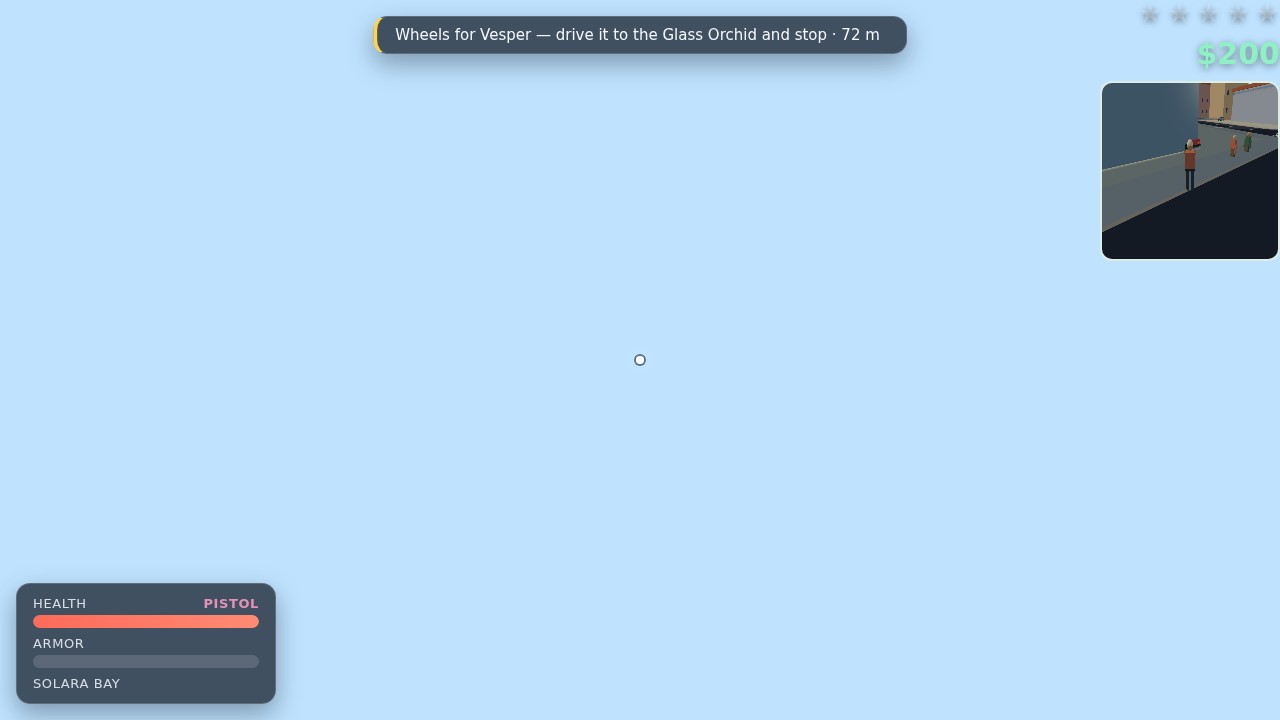 Wheels for Vesper — drive it to the Glass Orchid and stop · 72 m
$200
HEALTH PISTOL
ARMOR
SOLARA BAY